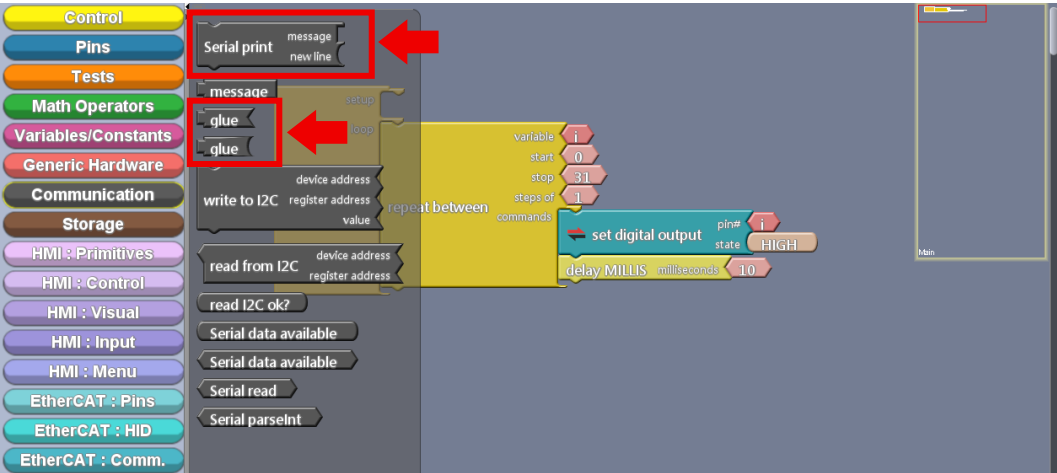 Control
Pins
Tests
Math Operators
Variables/Constants
Generic Hardware
Communication
Storage
HMI : Primitives
HMI : Control
HMI : Visual
HMI : Input
HMI : Menu
EtherCAT : Pins
EtherCAT : HID
EtherCAT : Comm.
Serial print
message
new line
message
glue
glue
write to I2C
device address
register address
value
read from I2C
device address
register address
read I2C ok?
Serial data available
Serial data available
Serial read
Serial parseInt
setup
loop
repeat between
variable i
start 0
stop 31
steps of 1
commands
set digital output
pin# i
state HIGH
delay MILLIS milliseconds 10
Main